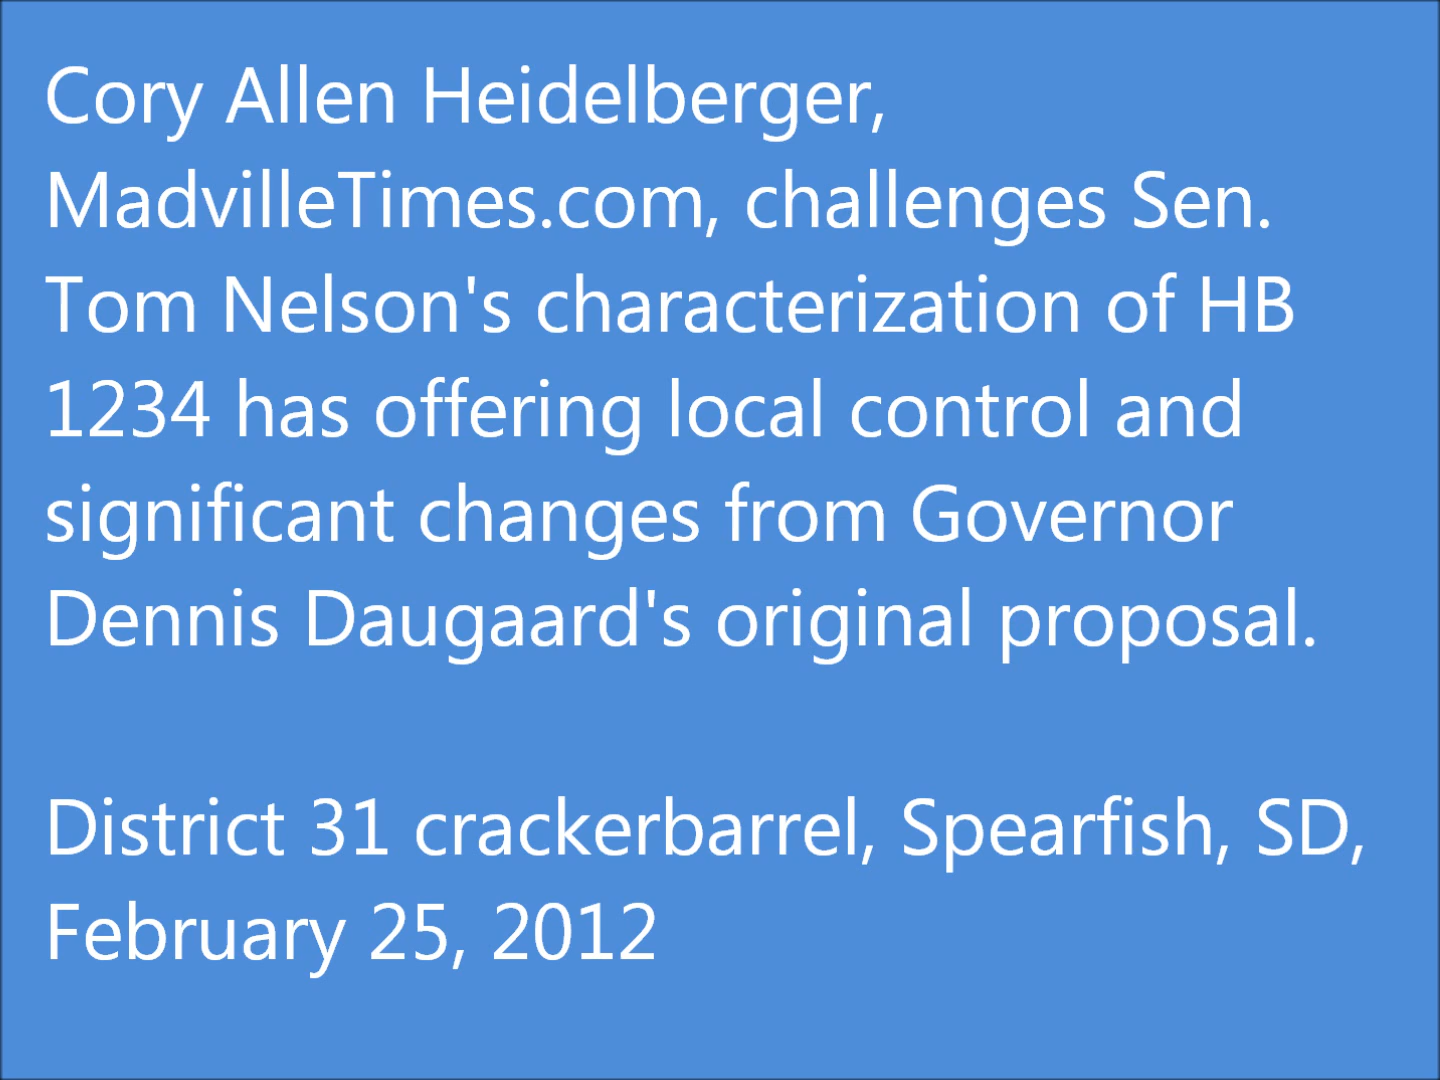 Cory Allen Heidelberger,
MadvilleTimes.com, challenges Sen.
Tom Nelson's characterization of HB
1234 has offering local control and
significant changes from Governor
Dennis Daugaard's original proposal.
District 31 crackerbarrel, Spearfish, SD,
February 25, 2012